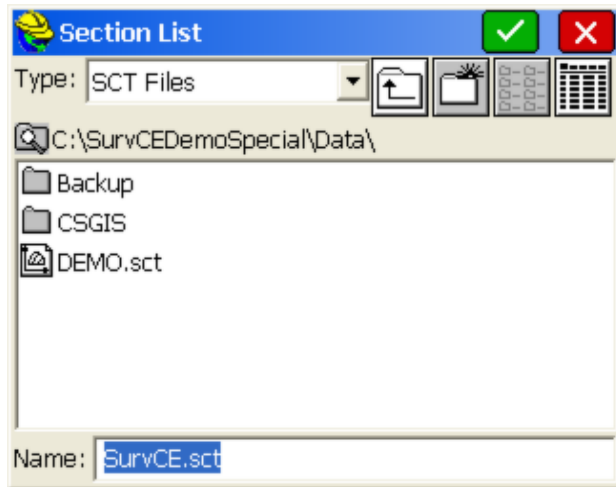 Section List
Type: SCT Files
C:\SurvCEDemoSpecial\Data\
Backup
CSGIS
DEMO.sct
Name: SurvCE.sct